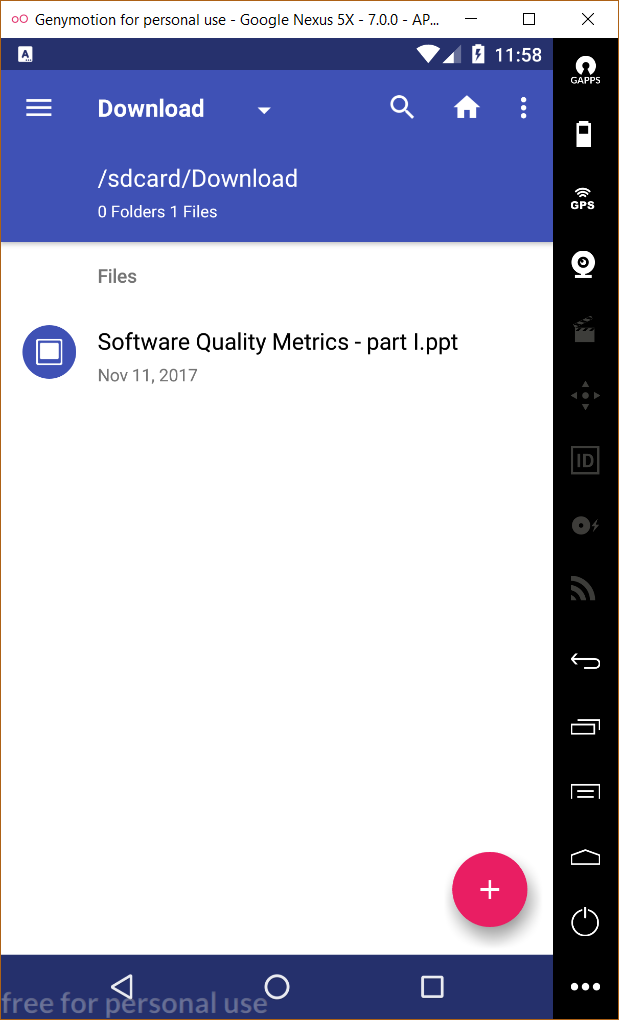 Genymotion for personal use - Google Nexus 5X - 7.0.0 - AP...
A
11:58
GAPPS
Download
/sdcard/Download
0 Folders 1 Files
GPS
Files
Software Quality Metrics - part I.ppt
Nov 11, 2017
ID
free for personal use